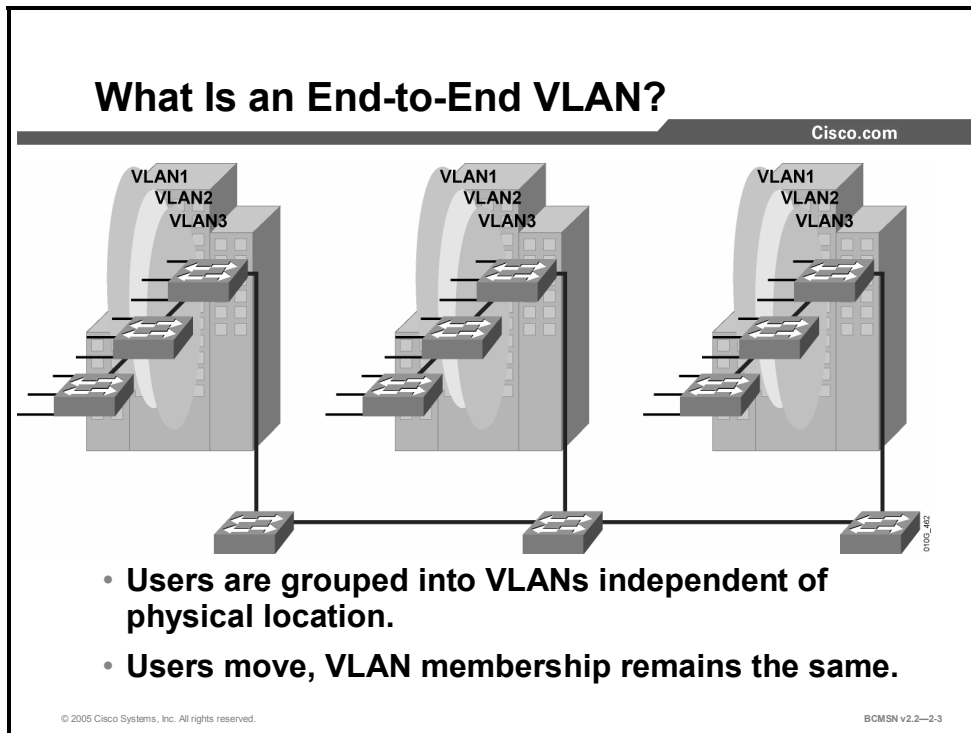 What Is an End-to-End VLAN?
Cisco.com
VLAN1
VLAN2
VLAN3
VLAN1
VLAN2
VLAN3
VLAN1
VLAN2
VLAN3
010G_462
• Users are grouped into VLANs independent of
physical location.
• Users move, VLAN membership remains the same.
© 2005 Cisco Systems, Inc. All rights reserved.
BCMSN v2.2—2-3